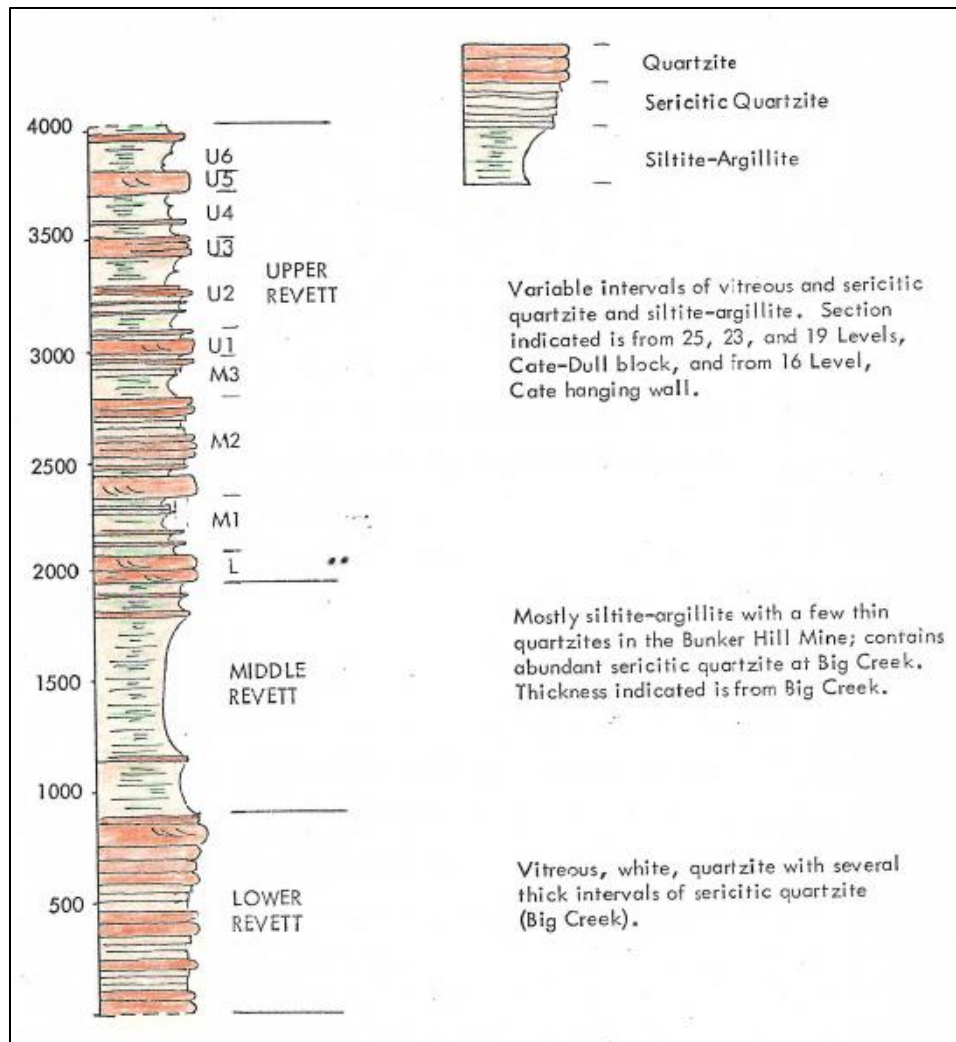 Quartzite
Sericitic Quartzite
Siltite-Argillite
4000
3500
3000
2500
2000
1500
1000
500
U6
U5
U4
U3
U2
U1
M3
M2
M1
L
UPPER
REVETT
MIDDLE
REVETT
LOWER
REVETT
Variable intervals of vitreous and sericitic
quartzite and siltite-argillite. Section
indicated is from 25, 23, and 19 Levels,
Cate-Dull block, and from 16 Level,
Cate hanging wall.
Mostly siltite-argillite with a few thin
quartzites in the Bunker Hill Mine; contains
abundant sericitic quartzite at Big Creek.
Thickness indicated is from Big Creek.
Vitreous, white, quartzite with several
thick intervals of sericitic quartzite
(Big Creek).